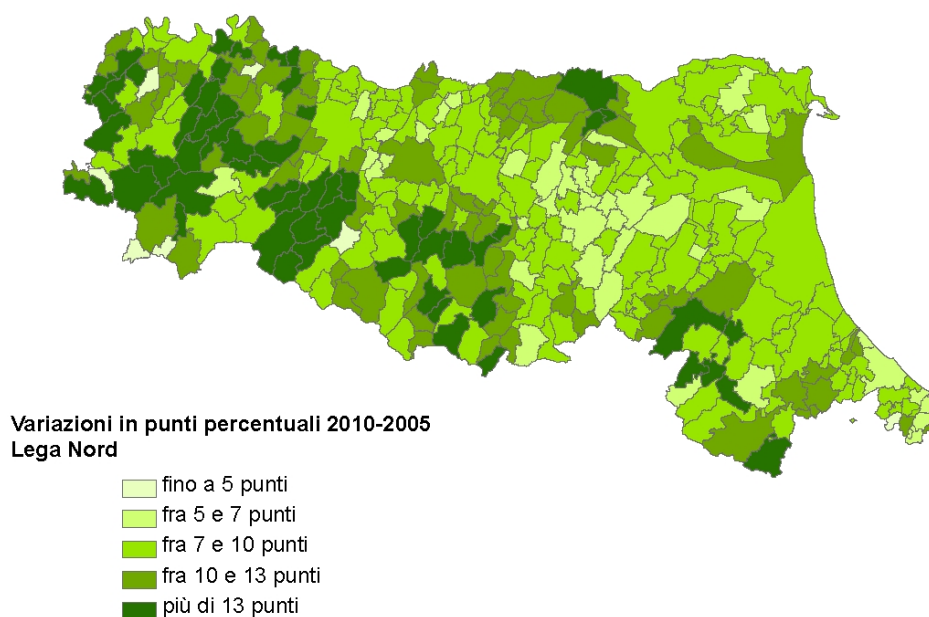 Variazioni in punti percentuali 2010-2005
Lega Nord
fino a 5 punti
fra 5 e 7 punti
fra 7 e 10 punti
fra 10 e 13 punti
più di 13 punti